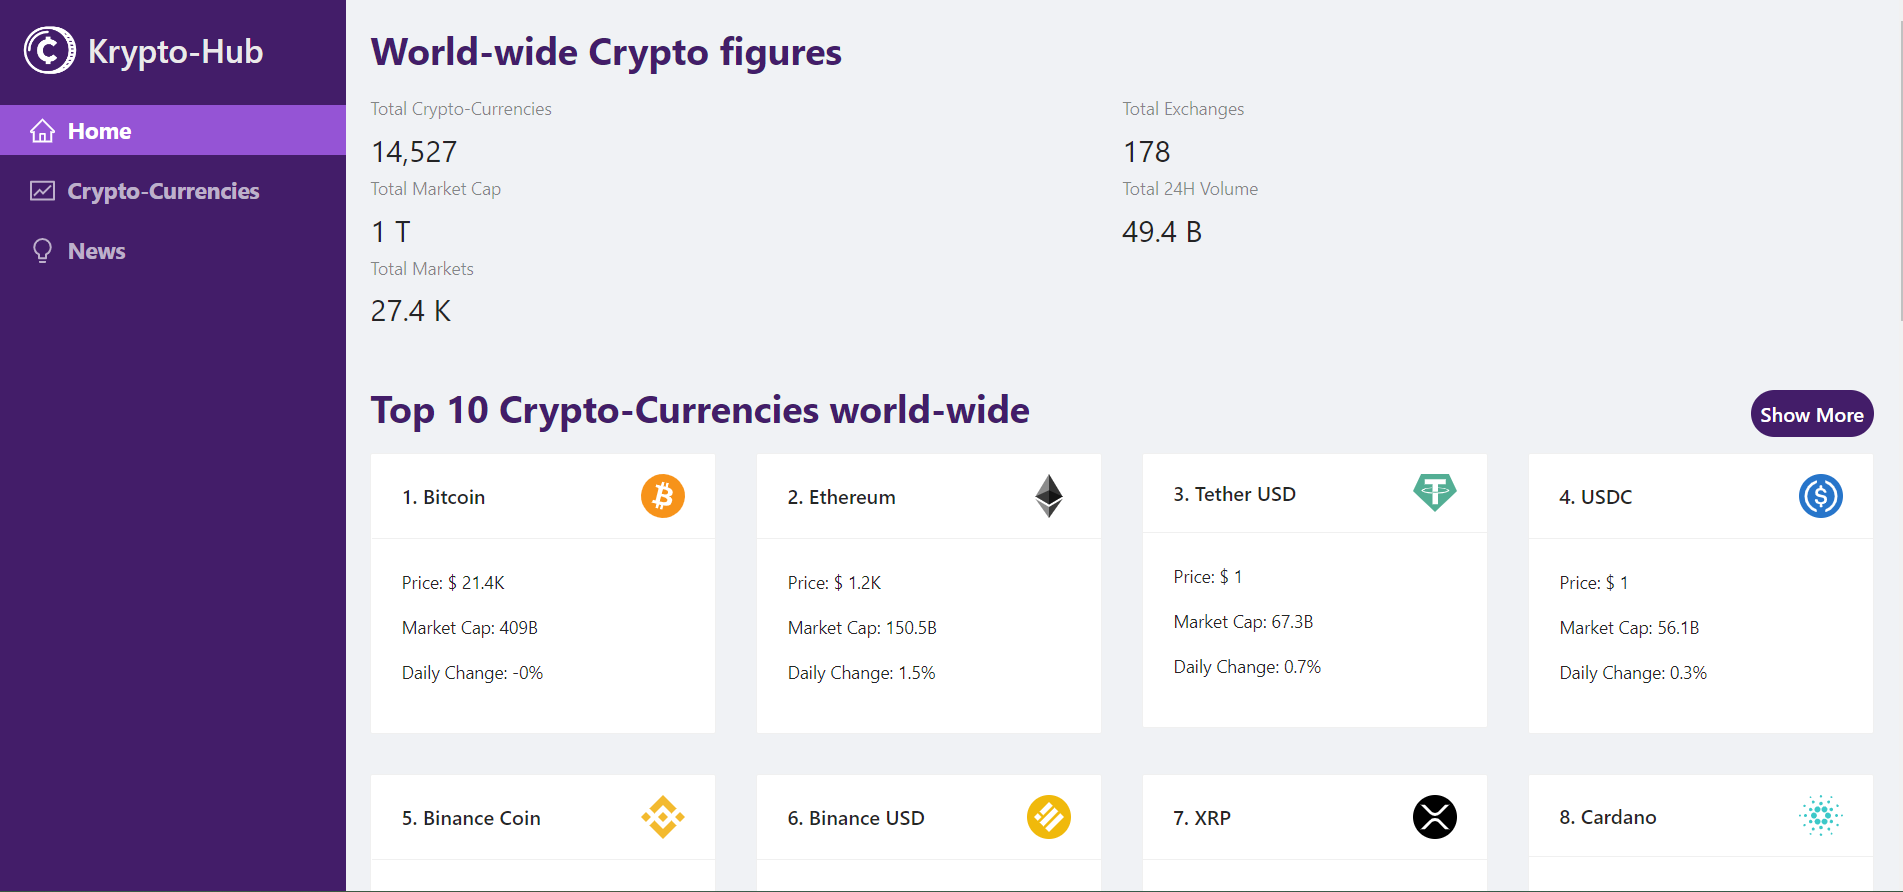 Krypto-Hub
Home
Crypto-Currencies
News
World-wide Crypto figures
Total Crypto-Currencies
14,527
Total Exchanges
178
Total Market Cap
1 T
Total 24H Volume
49.4 B
Total Markets
27.4 K
Top 10 Crypto-Currencies world-wide
Show More
1. Bitcoin
Price: $ 21.4K
Market Cap: 409B
Daily Change: -0%
2. Ethereum
Price: $ 1.2K
Market Cap: 150.5B
Daily Change: 1.5%
3. Tether USD
Price: $ 1
Market Cap: 67.3B
Daily Change: 0.7%
4. USDC
Price: $ 1
Market Cap: 56.1B
Daily Change: 0.3%
5. Binance Coin
6. Binance USD
7. XRP
8. Cardano